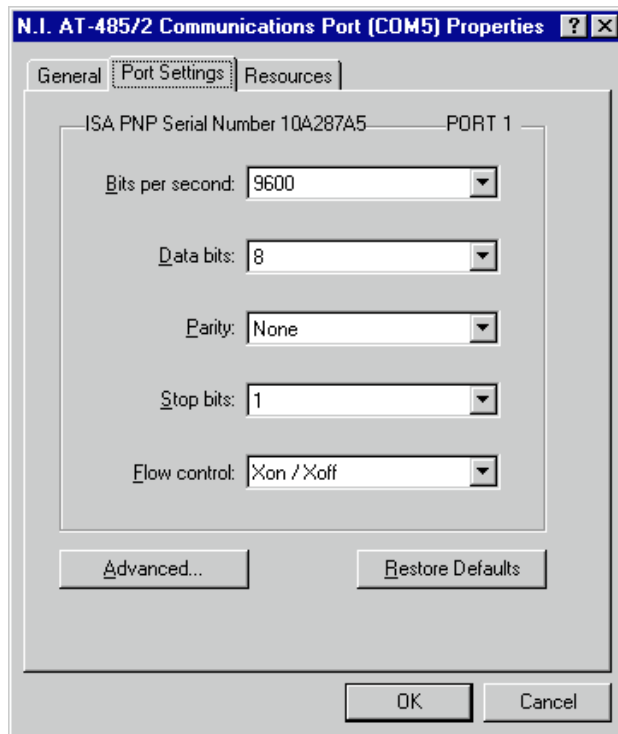 N.I. AT-485/2 Communications Port (COM5) Properties ? ×
General Port Settings Resources
ISA PNP Serial Number 10A287A5 PORT 1
Bits per second: 9600
Data bits: 8
Parity: None
Stop bits: 1
Flow control: Xon / Xoff
Advanced... Restore Defaults
OK Cancel